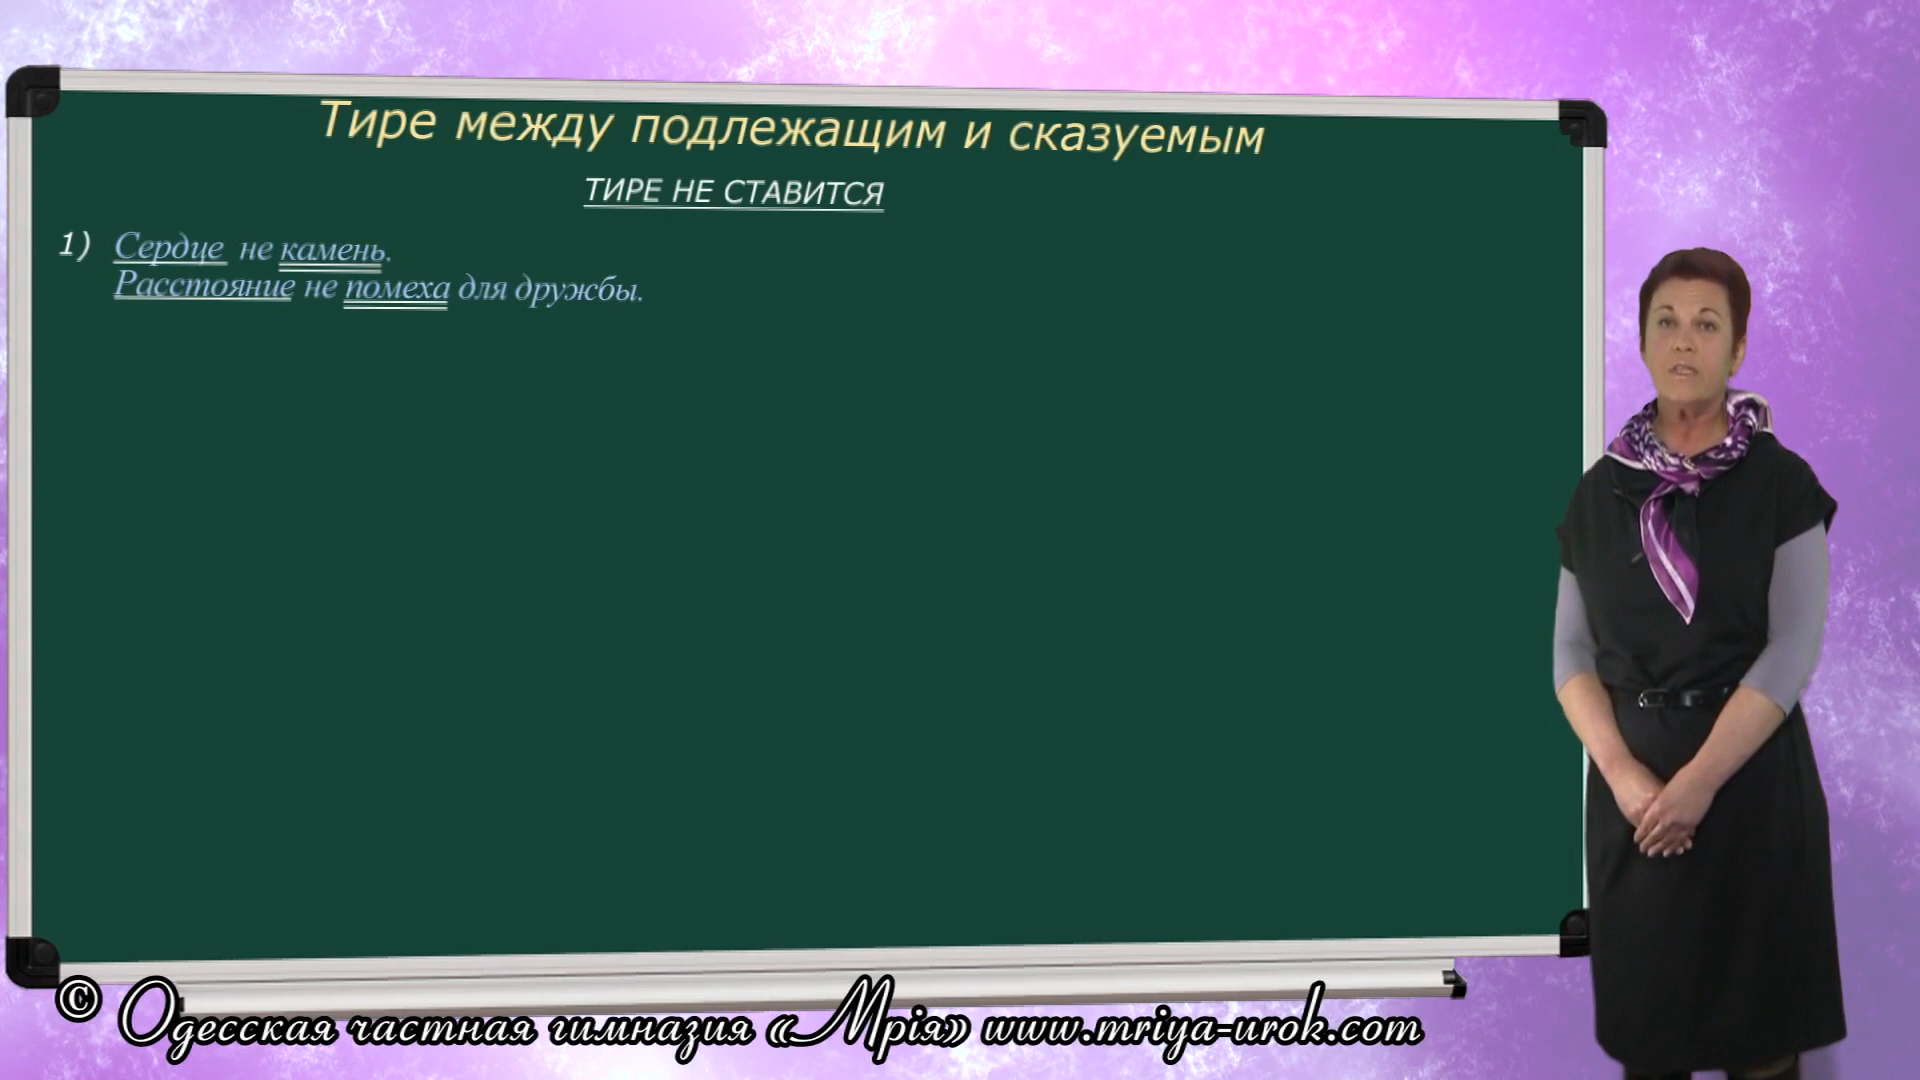 Тире между подлежащим и сказуемым
ТИРЕ НЕ СТАВИТСЯ
1) Сердце не камень.
Расстояние не помеха для дружбы.
© Одесская частная гимназия «Мрія» www.mriya-urok.com